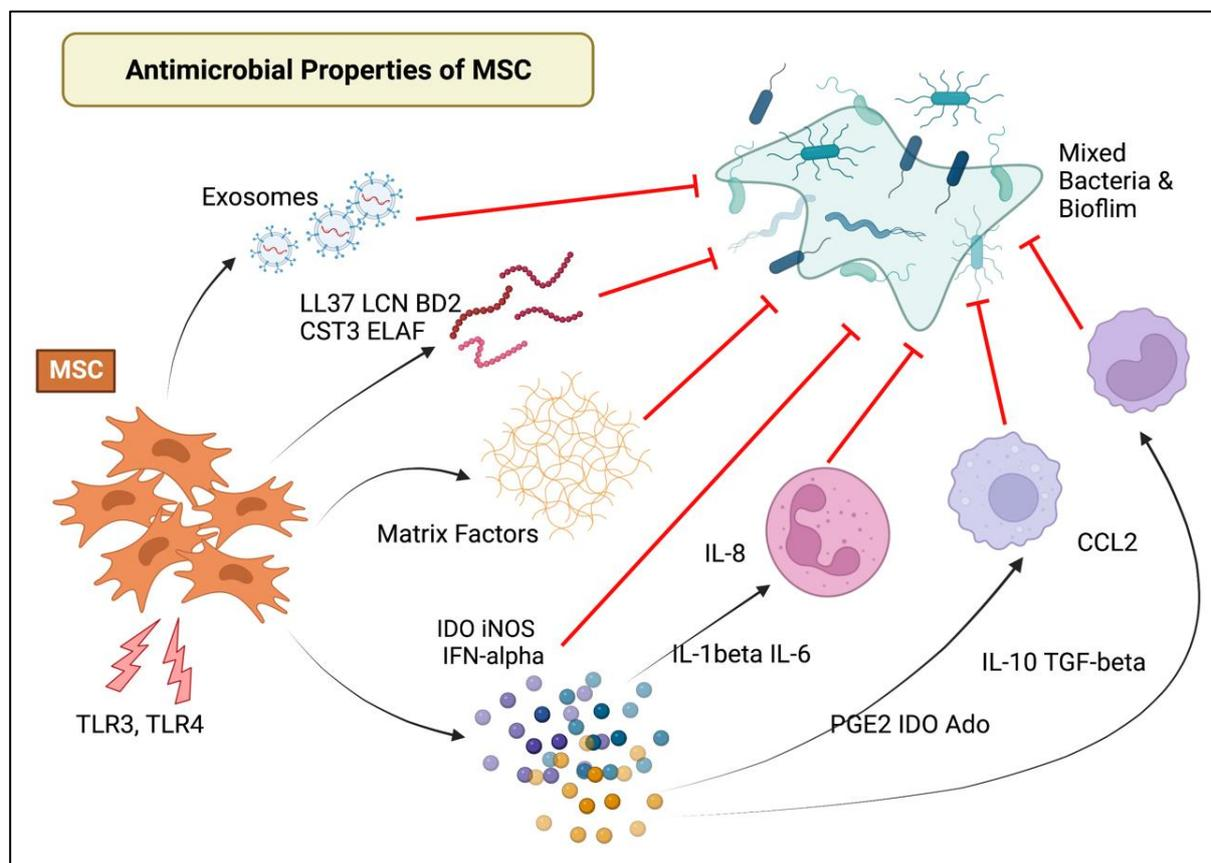 Antimicrobial Properties of MSC
Mixed
Bacteria &
Bioflim
Exosomes
LL37 LCN BD2
CST3 ELAF
MSC
Matrix Factors
IL-8
CCL2
IDO iNOS
IFN-alpha
IL-1beta IL-6
IL-10 TGF-beta
TLR3, TLR4
PGE2 IDO Ado